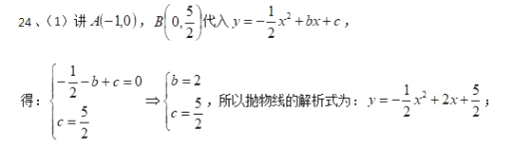 24、(1) 讲 A(-1,0), B(0,5/2)代入 y=-1/2x²+bx+c,
得: {-1/2-b+c=0, c=5/2 ⇒ {b=2, c=5/2, 所以抛物线的解析式为: y=-1/2x²+2x+5/2;